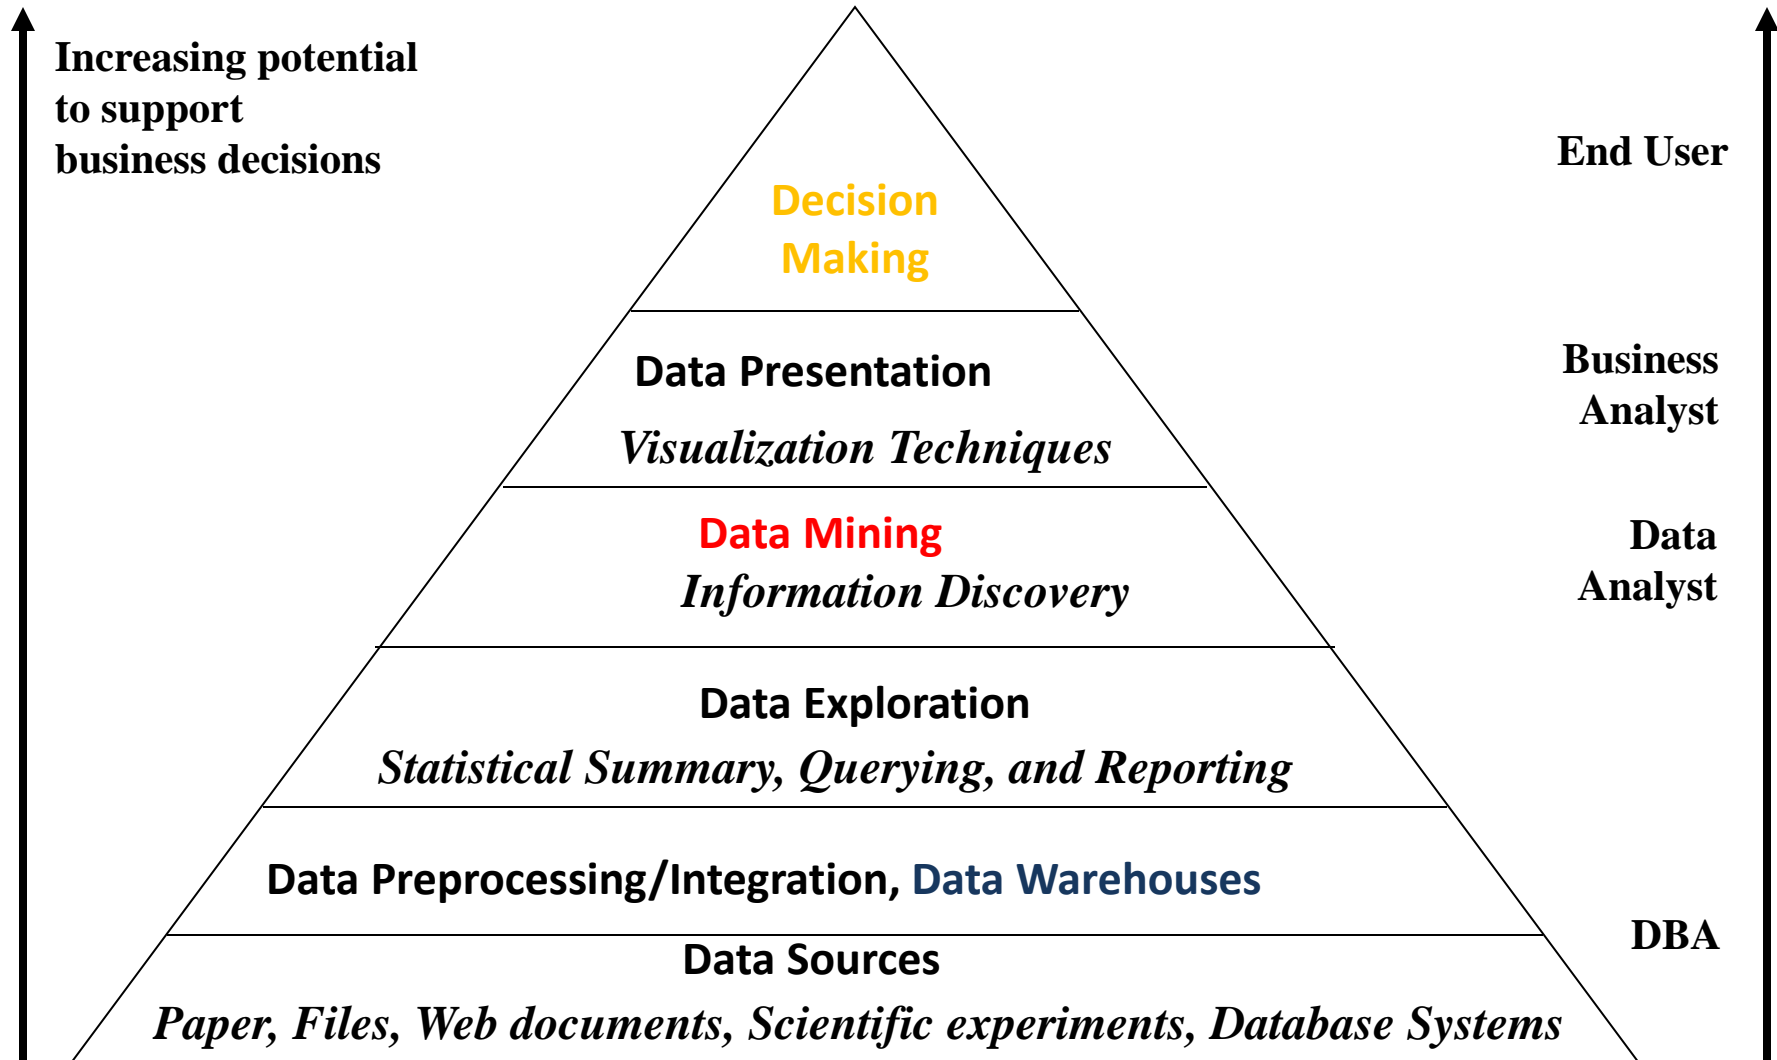 Increasing potential
to support
business decisions
End User
Decision
Making
Data Presentation
Visualization Techniques
Business
Analyst
Data Mining
Information Discovery
Data
Analyst
Data Exploration
Statistical Summary, Querying, and Reporting
Data Preprocessing/Integration, Data Warehouses
DBA
Data Sources
Paper, Files, Web documents, Scientific experiments, Database Systems